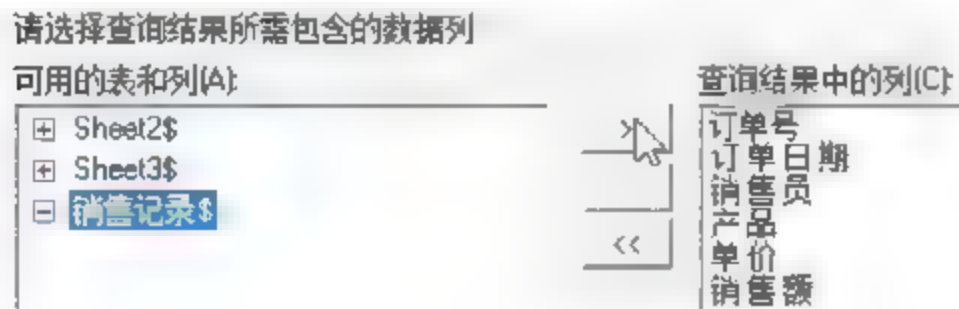 请选择查询结果所需包含的数据列
可用的表和列(A):
查询结果中的列(C):
Sheet2$
Sheet3$
销售记录$
>
<<
订单号
订单日期
销售员
产品
单价
销售额